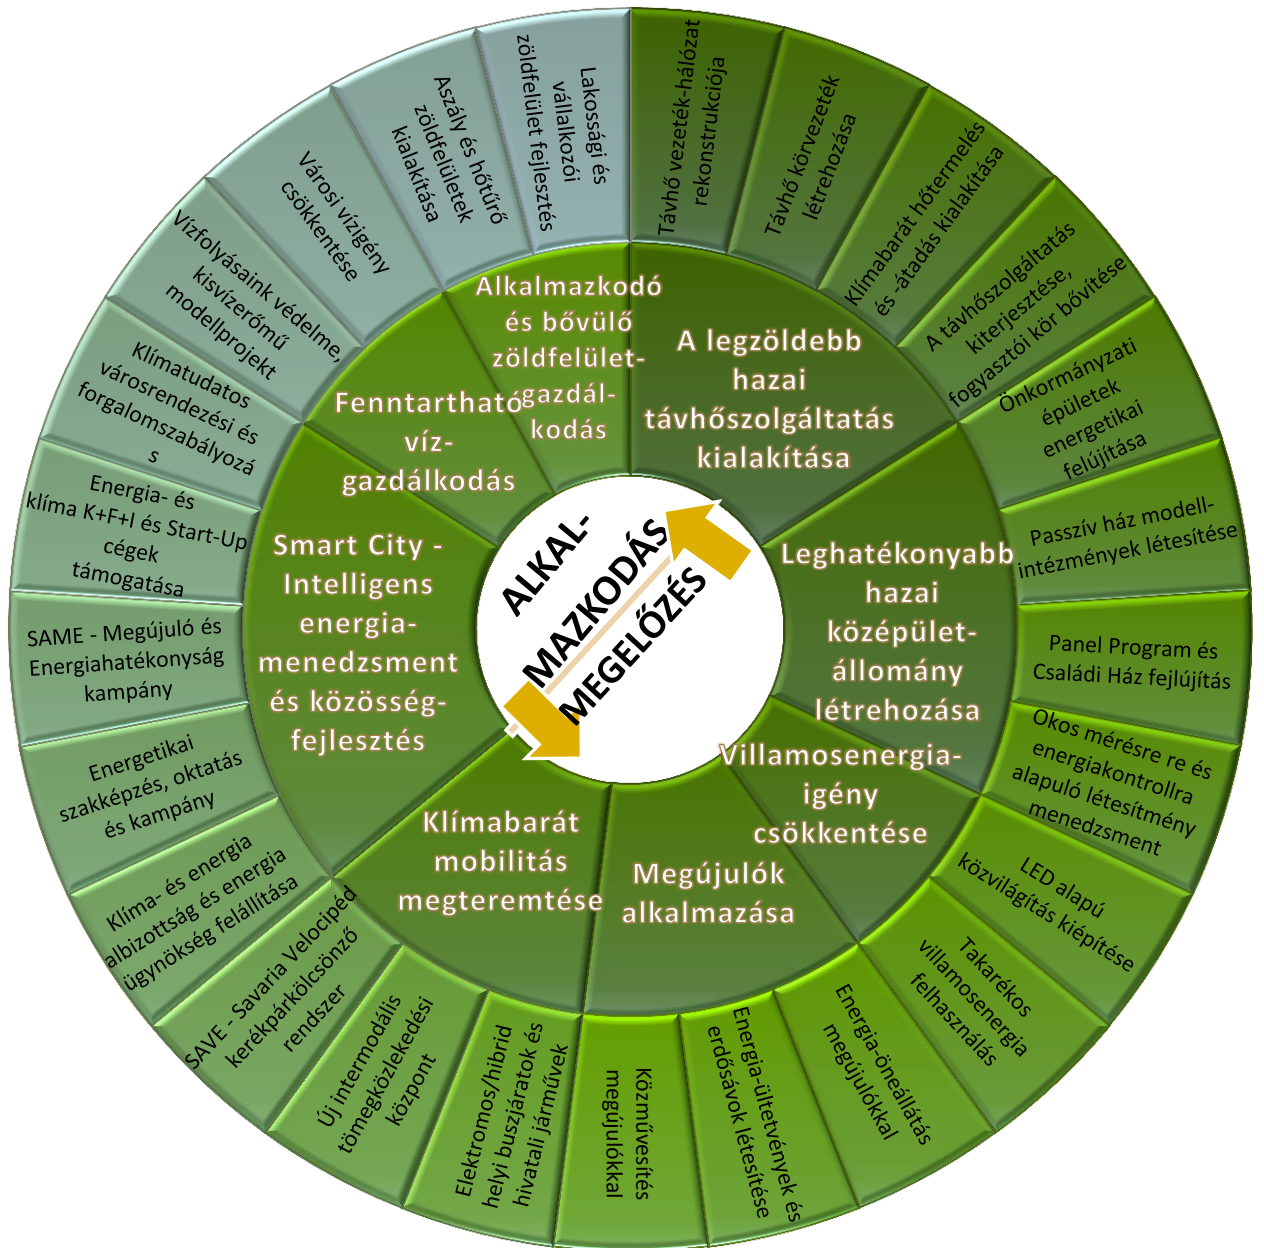 ALKAL-
MAZKODÁS
MEGELŐZÉS
A legzöldebb
hazai
távhőszolgáltatás
kialakítása
Leghatékonyabb
hazai
középület-
állomány
létrehozása
Villamosenergia-
igény
csökkentése
Megújulók
alkalmazása
Klímabarát
mobilitás
megteremtése
Smart City -
Intelligens
energia-
menedzsment
és közösség-
fejlesztés
Fenntartható
víz-
gazdálkodás
Alkalmazkodó
és bővülő
zöldfelület-
gazdál-
kodás
Távhő vezeték-hálózat
rekonstrukciója
Távhő körvezeték
létrehozása
Klímabarát hőtermelés
és -átadás kialakítása
A távhőszolgáltatás
kiterjesztése,
fogyasztói kör bővítése
Önkormányzati
épületek
energetikai
felújítása
Passzív ház modell-
intézmények létesítése
Panel Program és
Családi Ház fejlújítás
Okos mérésre re és
energiakontrollra
alapuló létesítmény
menedzsment
LED alapú
közvilágítás kiépítése
Takarékos
villamosenergia
felhasználás
Energia-önellátás
megújulókkal
Energia-ültetvények és
erdősávok létesítése
Közművesítés
megújulókkal
Elektromos/hibrid
helyi buszjáratok és
hivatali járművek
Új intermodális
tömegközlekedési
központ
SAVE - Savaria Velocipéd
kerékpárkölcsönző
rendszer
Klíma- és energia
albizottság és energia
ügynökség felállítása
Energetikai
szakképzés, oktatás
és kampány
SAME - Megújuló és
Energiahatékonyság
kampány
Energia- és
klíma K+F+I és Start-Up
cégek
támogatása
Klímatudatos
városrendezési és
forgalomszabályozá
s
Vízfolyásaink védelme,
kisvízerőmű
modellprojekt
Városi vízigény
csökkentése
Aszály és hőtűrő
zöldfelületek
kialakítása
Lakossági és
vállalkozói
zöldfelület fejlesztés